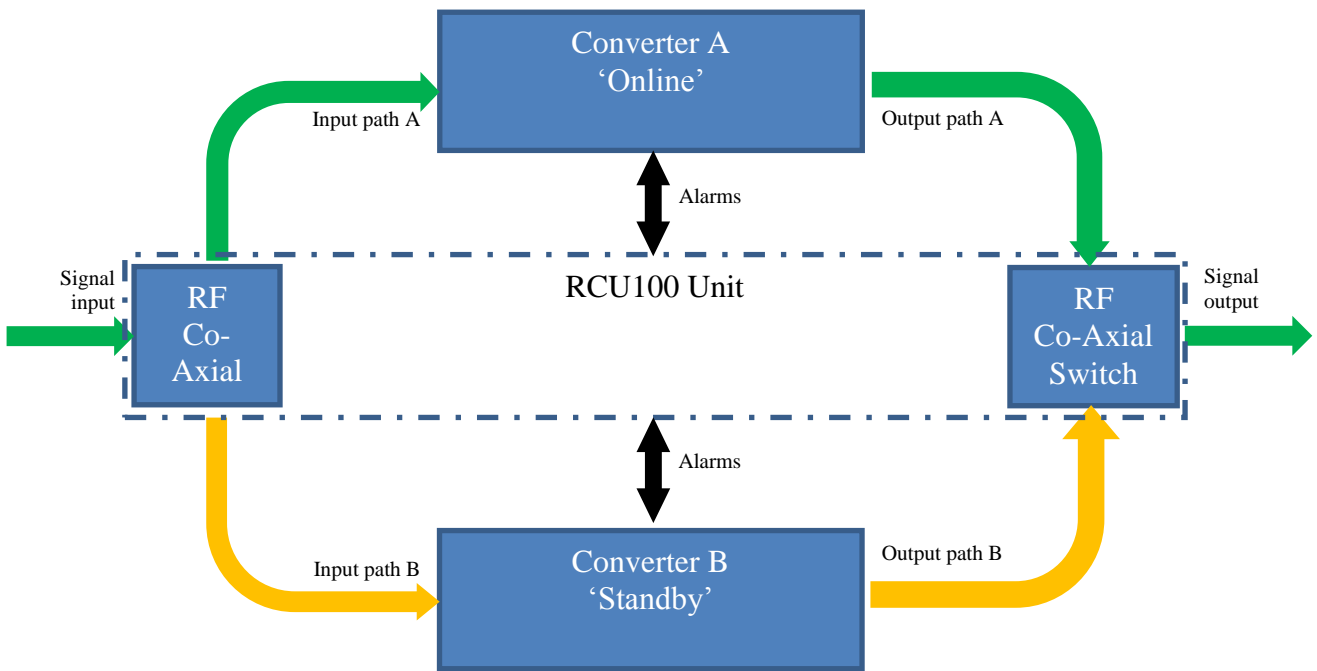 Converter A
‘Online’
Input path A
Output path A
Alarms
Signal
input
RF
Co-
Axial
RCU100 Unit
RF
Co-Axial
Switch
Signal
output
Alarms
Input path B
Converter B
‘Standby’
Output path B